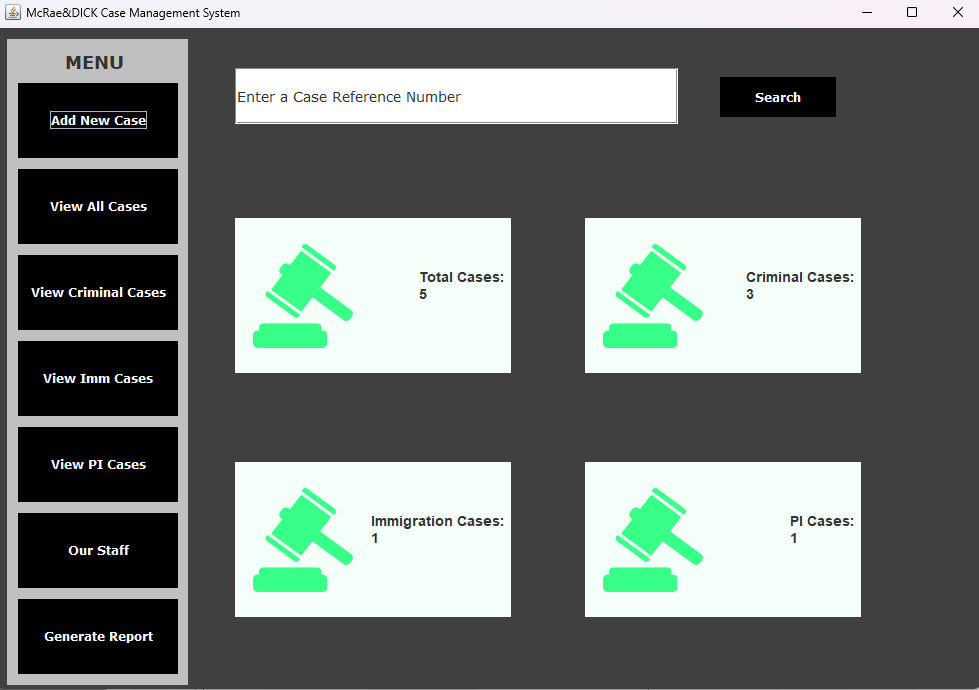 McRae&DICK Case Management System
MENU
Add New Case
View All Cases
View Criminal Cases
View Imm Cases
View PI Cases
Our Staff
Generate Report
Enter a Case Reference Number
Search
Total Cases:
5
Criminal Cases:
3
Immigration Cases:
1
PI Cases:
1